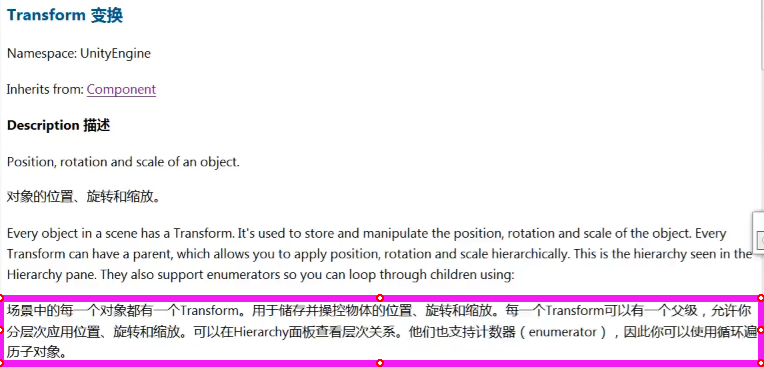 Transform 变换
Namespace: UnityEngine
Inherits from: Component
Description 描述
Position, rotation and scale of an object.
对象的位置、旋转和缩放。
Every object in a scene has a Transform. It's used to store and manipulate the position, rotation and scale of the object. Every
Transform can have a parent, which allows you to apply position, rotation and scale hierarchically. This is the hierarchy seen in the
Hierarchy pane. They also support enumerators so you can loop through children using:
场景中的每一个对象都有一个Transform。用于储存并操控物体的位置、旋转和缩放。每一个Transform可以有一个父级，允许你
分层次应用位置、旋转和缩放。可以在Hierarchy面板查看层次关系。他们也支持计数器（enumerator），因此你可以使用循环遍
历子对象。